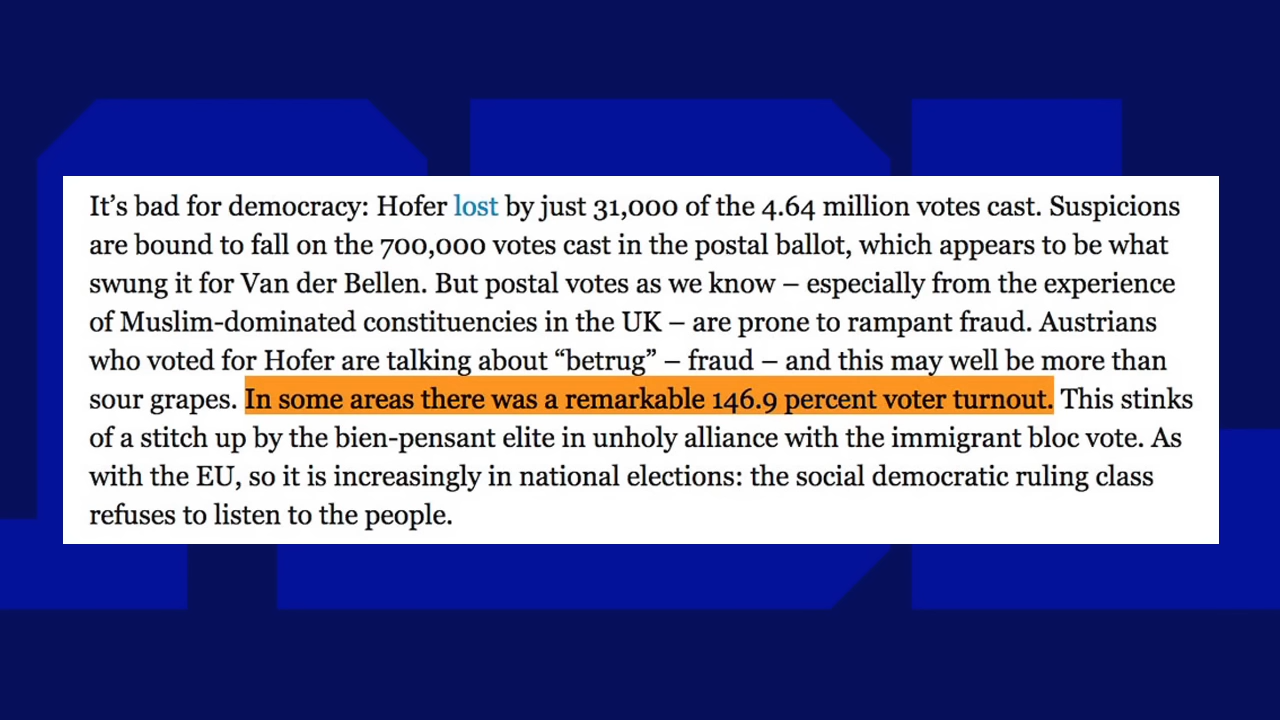 It’s bad for democracy: Hofer lost by just 31,000 of the 4.64 million votes cast. Suspicions
are bound to fall on the 700,000 votes cast in the postal ballot, which appears to be what
swung it for Van der Bellen. But postal votes as we know – especially from the experience
of Muslim-dominated constituencies in the UK – are prone to rampant fraud. Austrians
who voted for Hofer are talking about “betrug” – fraud – and this may well be more than
sour grapes. In some areas there was a remarkable 146.9 percent voter turnout. This stinks
of a stitch up by the bien-pensant elite in unholy alliance with the immigrant bloc vote. As
with the EU, so it is increasingly in national elections: the social democratic ruling class
refuses to listen to the people.